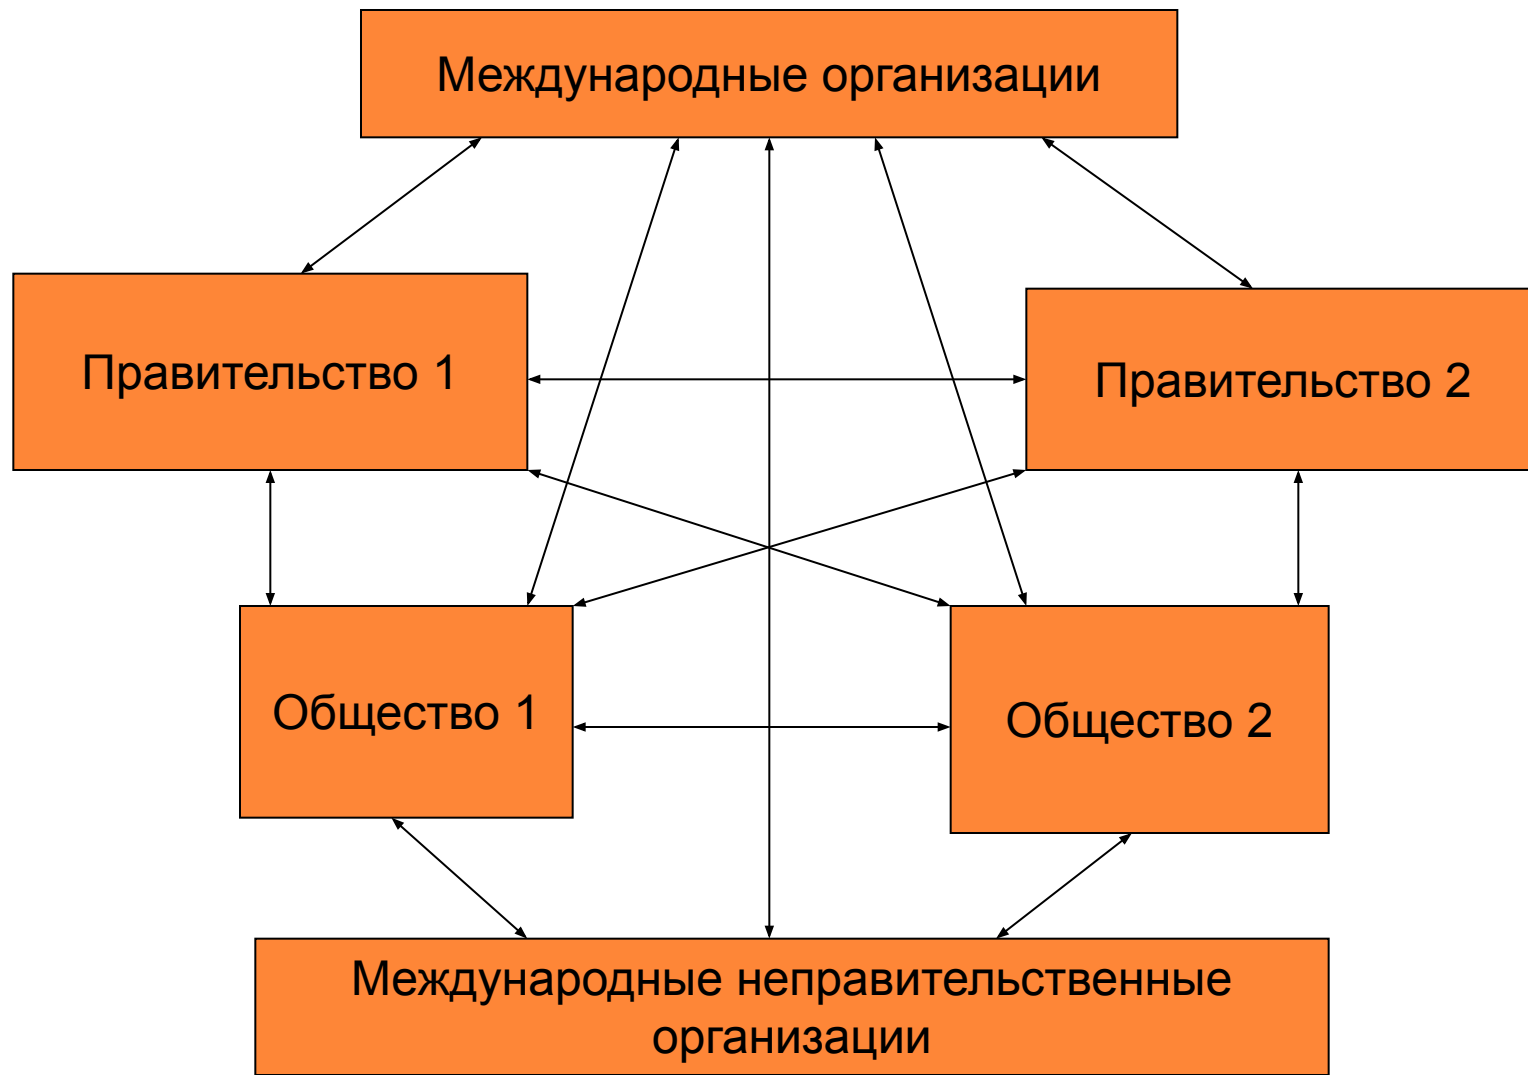 Международные организации
Правительство 1
Правительство 2
Общество 1
Общество 2
Международные неправительственные
организации